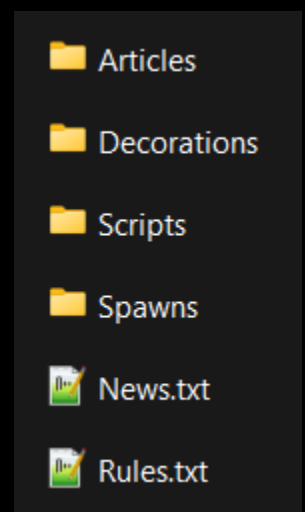 Articles
Decorations
Scripts
Spawns
News.txt
Rules.txt